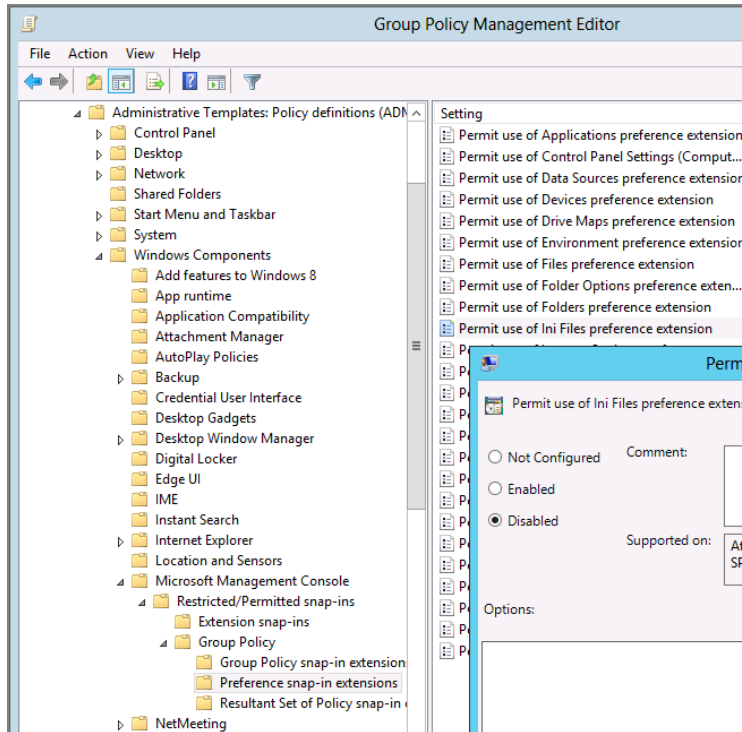 Group Policy Management Editor
File Action View Help
Administrative Templates: Policy definitions (ADM
Control Panel
Desktop
Network
Shared Folders
Start Menu and Taskbar
System
Windows Components
Add features to Windows 8
App runtime
Application Compatibility
Attachment Manager
AutoPlay Policies
Backup
Credential User Interface
Desktop Gadgets
Desktop Window Manager
Digital Locker
Edge UI
IME
Instant Search
Internet Explorer
Location and Sensors
Microsoft Management Console
Restricted/Permitted snap-ins
Extension snap-ins
Group Policy
Group Policy snap-in extension
Preference snap-in extensions
Resultant Set of Policy snap-in
NetMeeting
Setting
Permit use of Applications preference extension
Permit use of Control Panel Settings (Comput...
Permit use of Data Sources preference extension
Permit use of Devices preference extension
Permit use of Drive Maps preference extension
Permit use of Environment preference extension
Permit use of Files preference extension
Permit use of Folder Options preference exten...
Permit use of Folders preference extension
Permit use of Ini Files preference extension
Perm
Permit use of Ini Files preference exten
Not Configured
Comment:
Enabled
Disabled
Supported on:
At
SP
Options: